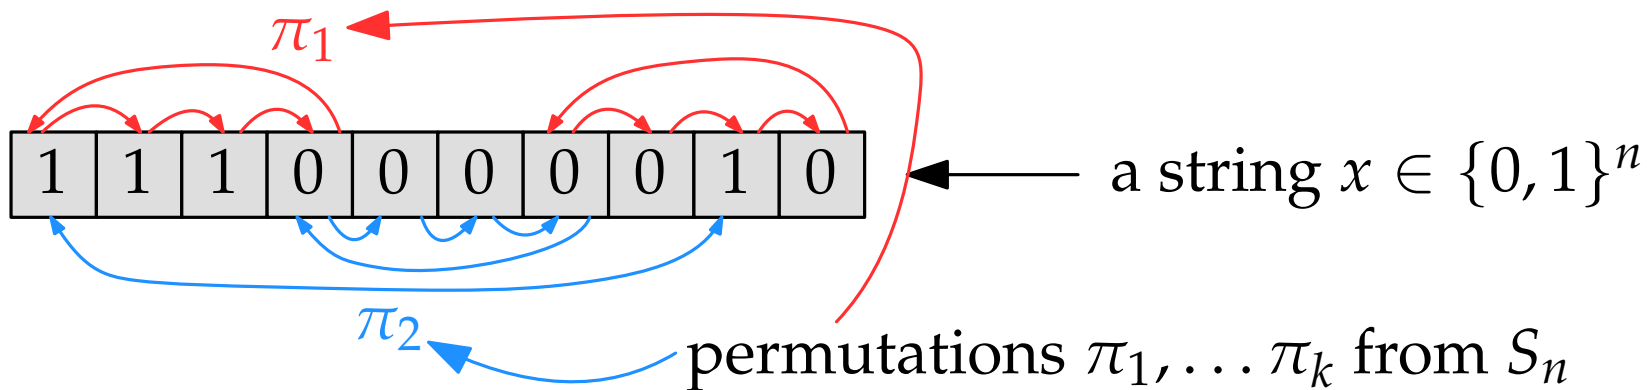 π₁
1 1 1 0 0 0 0 0 1 0
a string x ∈ {0, 1}ⁿ
π₂
permutations π₁, . . . πₖ from Sₙ